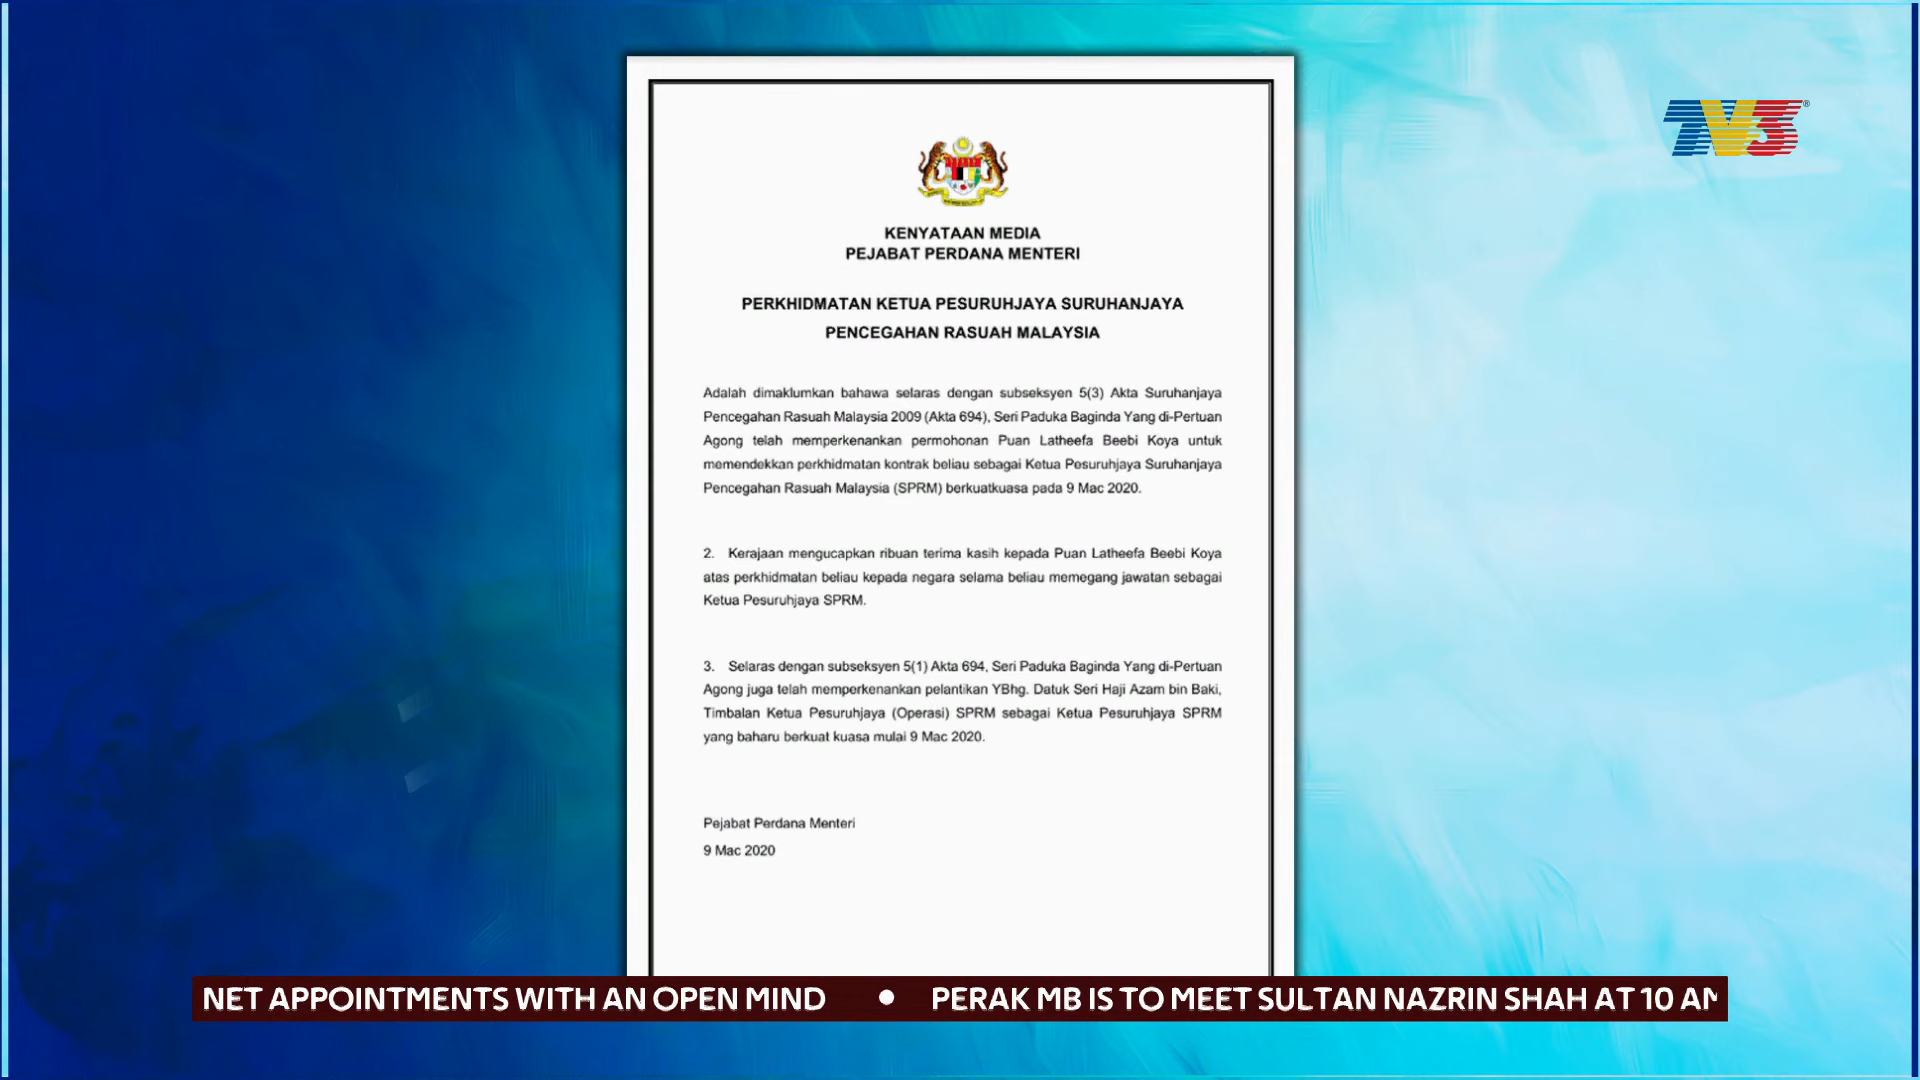 TV3®
KENYATAAN MEDIA
PEJABAT PERDANA MENTERI
PERKHIDMATAN KETUA PESURUHJAYA SURUHANJAYA
PENCEGAHAN RASUAH MALAYSIA
Adalah dimaklumkan bahawa selaras dengan subseksyen 5(3) Akta Suruhanjaya
Pencegahan Rasuah Malaysia 2009 (Akta 694), Seri Paduka Baginda Yang di-Pertuan
Agong telah memperkenankan permohonan Puan Latheefa Beebi Koya untuk
memendekkan perkhidmatan kontrak beliau sebagai Ketua Pesuruhjaya Suruhanjaya
Pencegahan Rasuah Malaysia (SPRM) berkuatkuasa pada 9 Mac 2020.
2. Kerajaan mengucapkan ribuan terima kasih kepada Puan Latheefa Beebi Koya
atas perkhidmatan beliau kepada negara selama beliau memegang jawatan sebagai
Ketua Pesuruhjaya SPRM.
3. Selaras dengan subseksyen 5(1) Akta 694, Seri Paduka Baginda Yang di-Pertuan
Agong juga telah memperkenankan pelantikan YBhg. Datuk Seri Haji Azam bin Baki,
Timbalan Ketua Pesuruhjaya (Operasi) SPRM sebagai Ketua Pesuruhjaya SPRM
yang baharu berkuat kuasa mulai 9 Mac 2020.
Pejabat Perdana Menteri
9 Mac 2020
NET APPOINTMENTS WITH AN OPEN MIND • PERAK MB IS TO MEET SULTAN NAZRIN SHAH AT 10